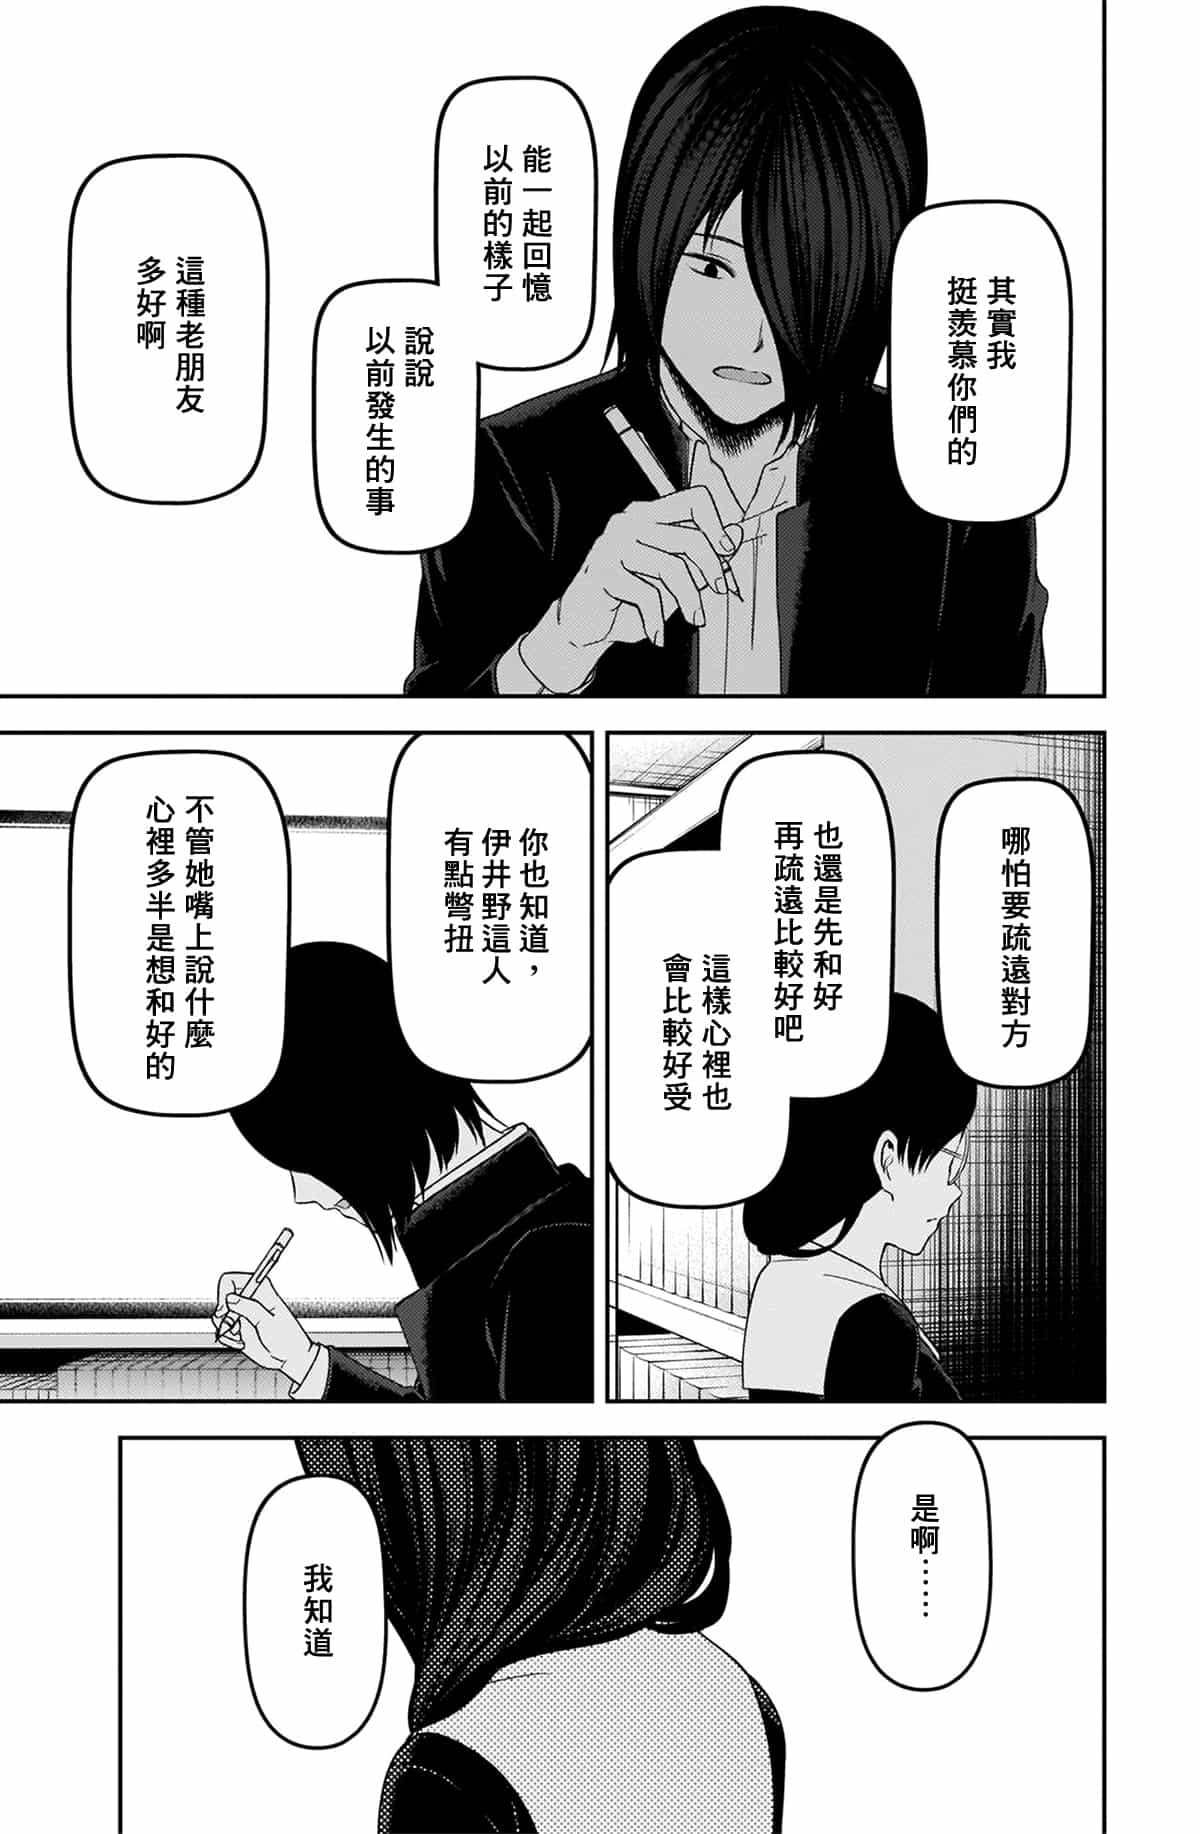 其實我
挺羨慕你們的
能一起回憶
以前的樣子
說說
以前發生的事
這種老朋友
多好啊
哪怕要疏遠對方
也還是先和好
再疏遠比較好吧
這樣心裡也
會比較好受
你也知道，
伊井野這人
有點彆扭
不管她嘴上說什麼
心裡多半是想和好的
是啊……
我知道